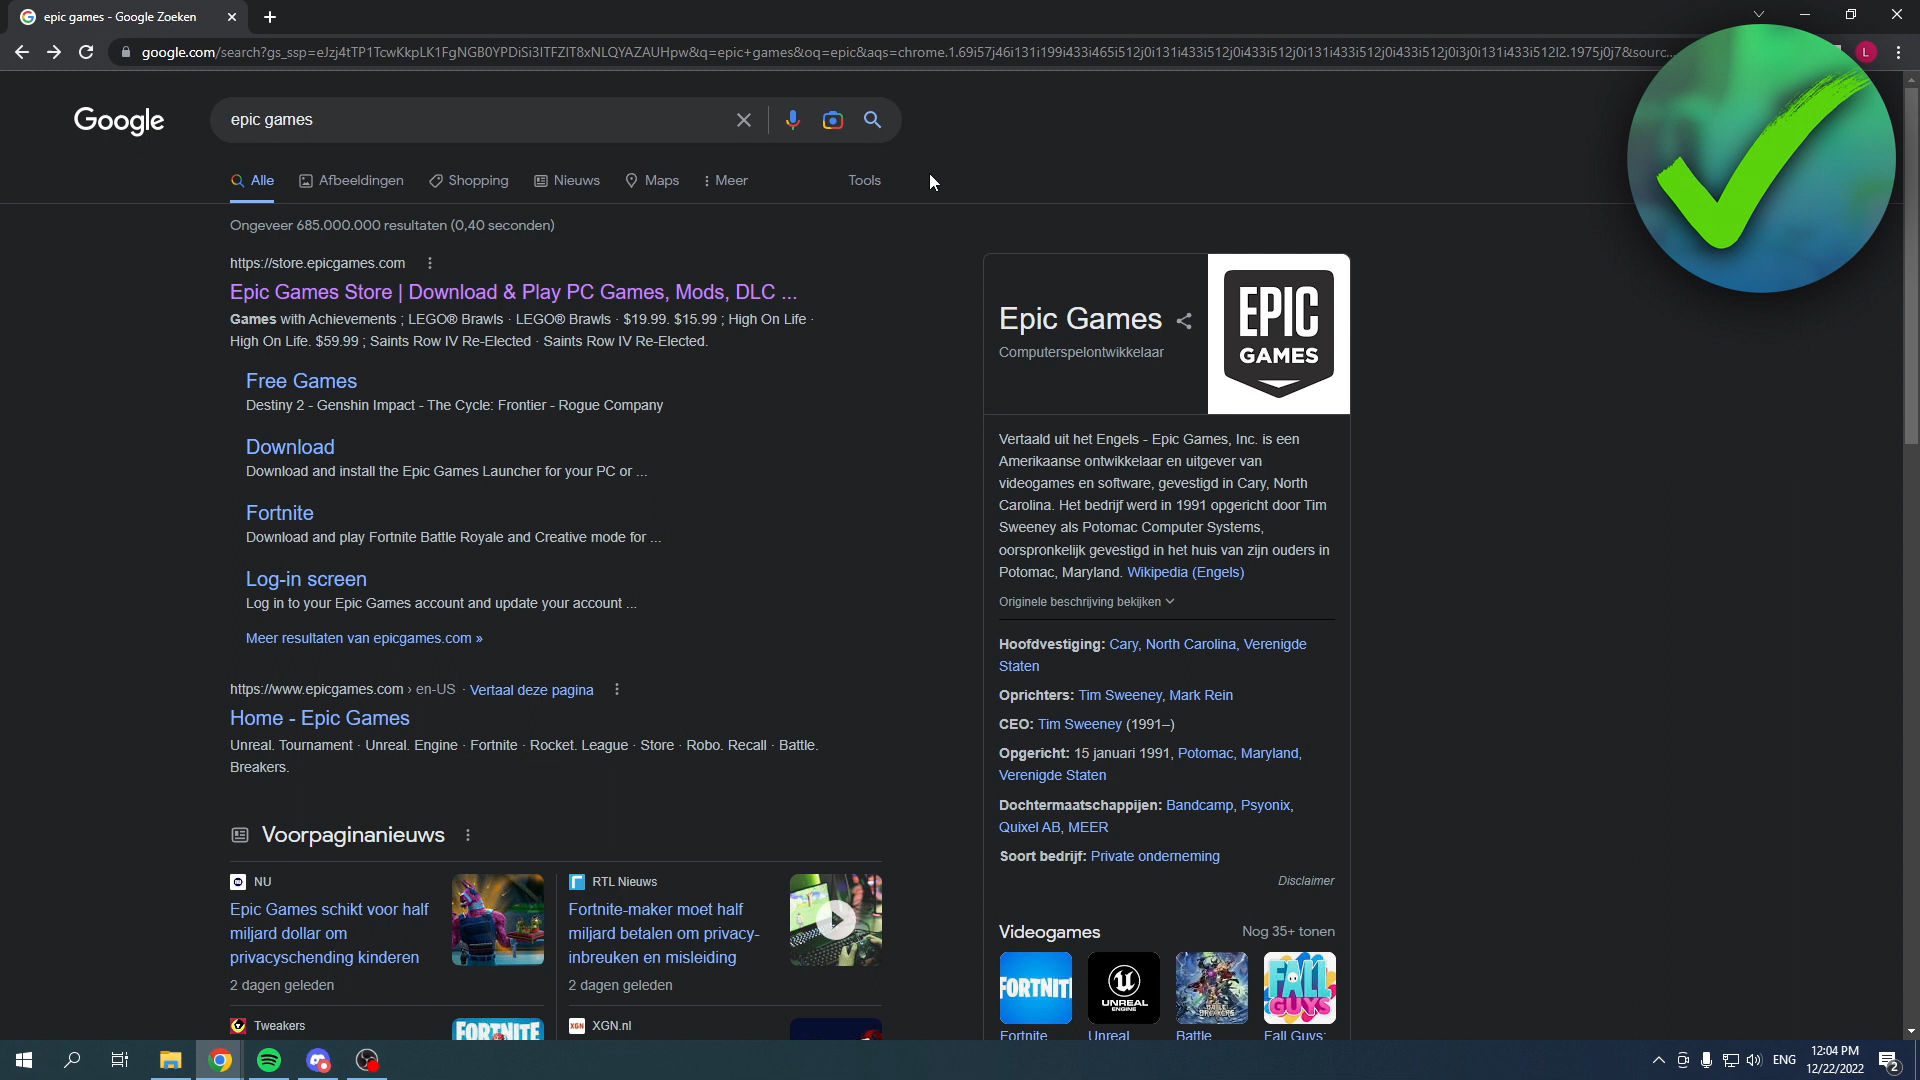 epic games - Google Zoeken
google.com/search?gs_ssp=eJzj4tTP1TcwKkpLK1FgNGB0YPDiSi3ITFZIT8xNLQYAZAUHpw&q=epic+games&oq=epic&aqs=chrome.1.69i57j46i131i199i433i465i512j0i131i433i512j0i433i512j0i131i433i512j0i433i512j0i3j0i131i433i512l2.1975j0j7&sourc...
L
Google
epic games
Alle
Afbeeldingen
Shopping
Nieuws
Maps
Meer
Tools
Ongeveer 685.000.000 resultaten (0,40 seconden)
https://store.epicgames.com
Epic Games Store | Download & Play PC Games, Mods, DLC ...
Games with Achievements ; LEGO® Brawls · LEGO® Brawls · $19.99. $15.99 ; High On Life ·
High On Life. $59.99 ; Saints Row IV Re-Elected · Saints Row IV Re-Elected.
Free Games
Destiny 2 - Genshin Impact - The Cycle: Frontier - Rogue Company
Download
Download and install the Epic Games Launcher for your PC or ...
Fortnite
Download and play Fortnite Battle Royale and Creative mode for ...
Log-in screen
Log in to your Epic Games account and update your account ...
Meer resultaten van epicgames.com »
https://www.epicgames.com › en-US · Vertaal deze pagina
Home - Epic Games
Unreal. Tournament · Unreal. Engine · Fortnite · Rocket. League · Store · Robo. Recall · Battle.
Breakers.
Voorpaginanieuws
NU
Epic Games schikt voor half
miljard dollar om
privacyschending kinderen
2 dagen geleden
RTL Nieuws
Fortnite-maker moet half
miljard betalen om privacy-
inbreuken en misleiding
2 dagen geleden
Tweakers
FORTNITE
XGN
XGN.nl
Epic Games
Computerspelontwikkelaar
EPIC
GAMES
Vertaald uit het Engels - Epic Games, Inc. is een
Amerikaanse ontwikkelaar en uitgever van
videogames en software, gevestigd in Cary, North
Carolina. Het bedrijf werd in 1991 opgericht door Tim
Sweeney als Potomac Computer Systems,
oorspronkelijk gevestigd in het huis van zijn ouders in
Potomac, Maryland. Wikipedia (Engels)
Originele beschrijving bekijken
Hoofdvestiging: Cary, North Carolina, Verenigde
Staten
Oprichters: Tim Sweeney, Mark Rein
CEO: Tim Sweeney (1991–)
Opgericht: 15 januari 1991, Potomac, Maryland,
Verenigde Staten
Dochtermaatschappijen: Bandcamp, Psyonix,
Quixel AB, MEER
Soort bedrijf: Private onderneming
Disclaimer
Videogames
Nog 35+ tonen
FORTNIT
UNREAL
ENGINE
BATTLE
BREAKERS
FALL
GUYS
Fortnite
Unreal
Battle
Fall Guys:
ENG
12:04 PM
12/22/2022
2